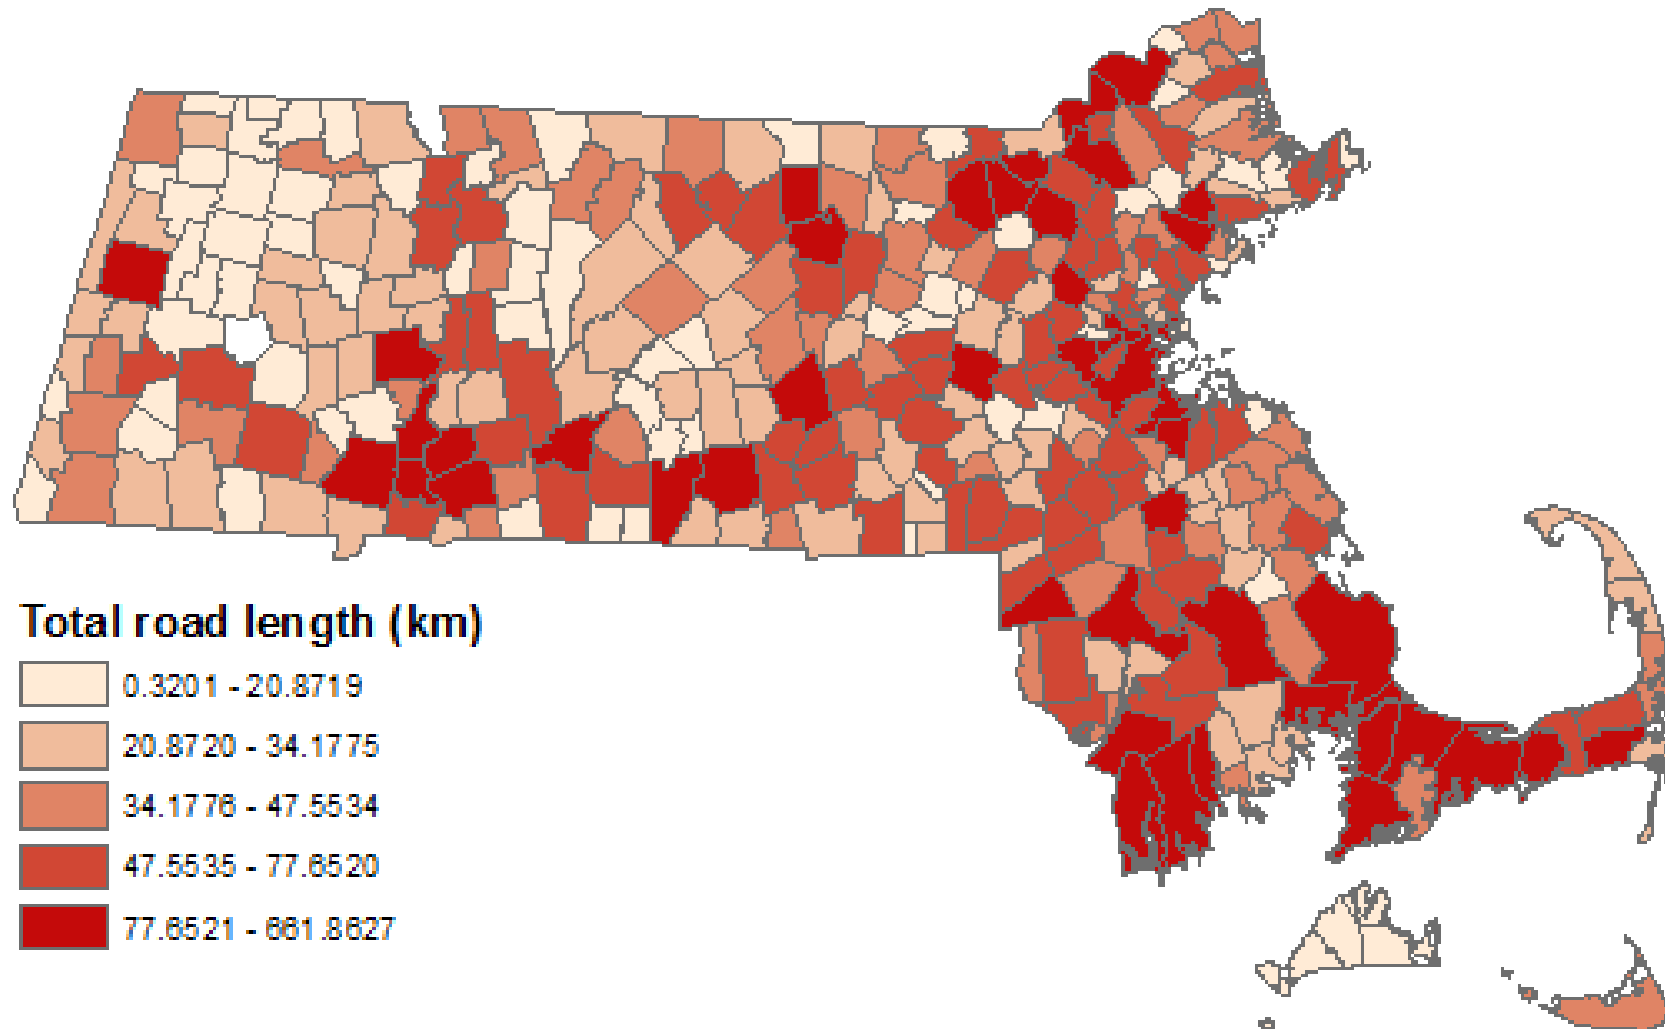 Total road length (km)
0.3201 - 20.8719
20.8720 - 34.1775
34.1776 - 47.5534
47.5535 - 77.6520
77.6521 - 661.8627